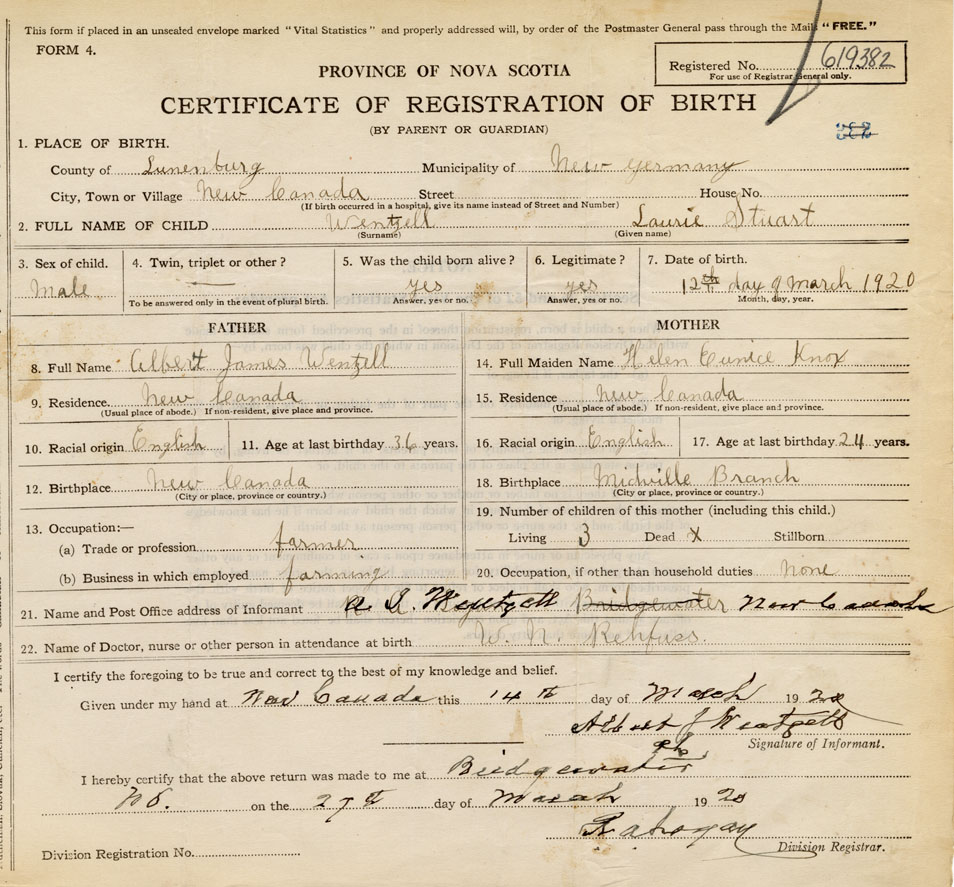 This form if placed in an unsealed envelope marked "Vital Statistics" and properly addressed will, by order of the Postmaster General pass through the Mails "FREE."
FORM 4.
Registered No. 619382
For use of Registrar General only.
PROVINCE OF NOVA SCOTIA
CERTIFICATE OF REGISTRATION OF BIRTH
(BY PARENT OR GUARDIAN)
1. PLACE OF BIRTH.
County of Lunenburg Municipality of New Germany
City, Town or Village New Canada Street House No.
(If birth occurred in a hospital, give its name instead of Street and Number)
2. FULL NAME OF CHILD Wentzell Laurie Stuart
(Surname) (Given name)
3. Sex of child. 4. Twin, triplet or other ? 5. Was the child born alive ? 6. Legitimate ? 7. Date of birth.
Male yes yes 12th day of March 1920
To be answered only in the event of plural birth. Answer, yes or no. Answer, yes or no. Month, day, year.
FATHER MOTHER
8. Full Name Albert James Wentzell 14. Full Maiden Name Helen Eunice Knox
9. Residence. New Canada 15. Residence New Canada
(Usual place of abode.) If non-resident, give place and province. (Usual place of abode.) If non-resident, give place and province.
10. Racial origin English 11. Age at last birthday 36 years. 16. Racial origin English 17. Age at last birthday 24 years.
12. Birthplace New Canada 18. Birthplace Midville Branch
(City or place, province or country.) (City or place, province or country.)
13. Occupation:— 19. Number of children of this mother (including this child.)
(a) Trade or profession farmer Living 3 Dead X Stillborn
(b) Business in which employed farming 20. Occupation, if other than household duties None
21. Name and Post Office address of Informant A J. Wentzell Bridgewater New Canada
22. Name of Doctor, nurse or other person in attendance at birth W. N. Rehfuss.
I certify the foregoing to be true and correct to the best of my knowledge and belief.
Given under my hand at New Canada this 14th day of March 1920
Albert J Wentzell
Signature of Informant.
I hereby certify that the above return was made to me at Bridgewater
NS. on the 27th day of March 1920
Division Registration No. Division Registrar.